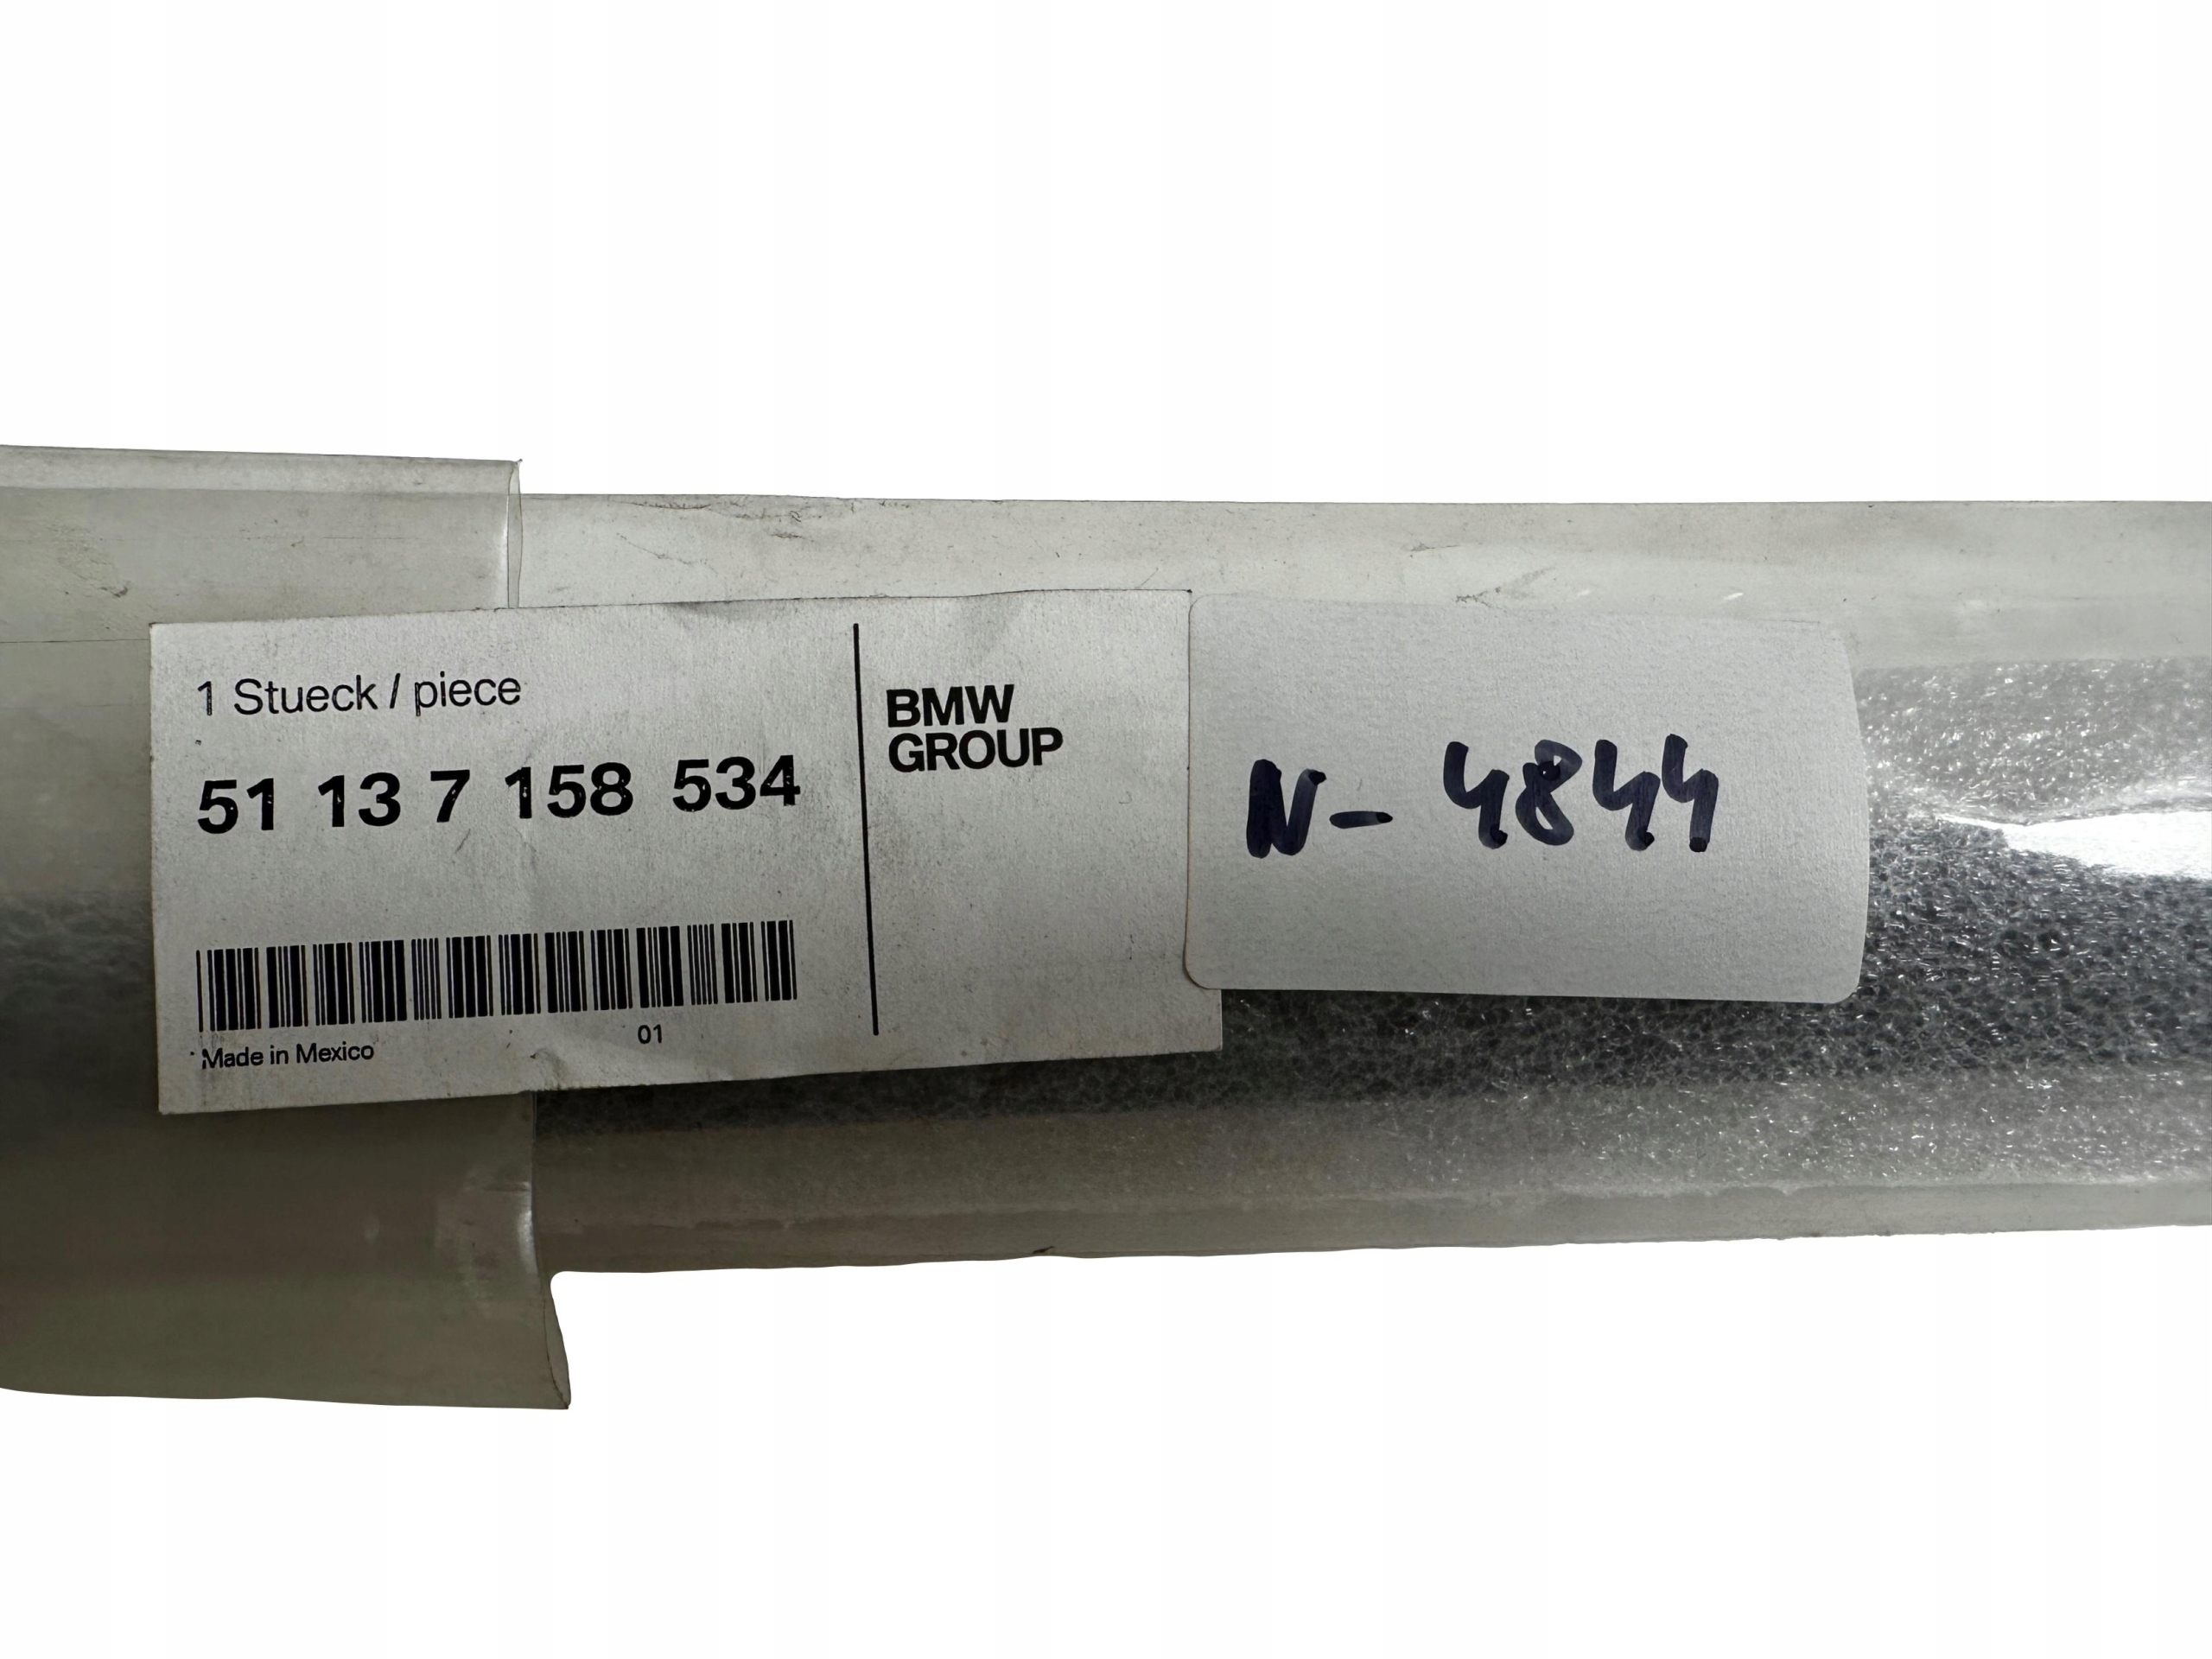 1 Stueck / piece
51 13 7 158 534
01
Made in Mexico
BMW
GROUP
N- 4844